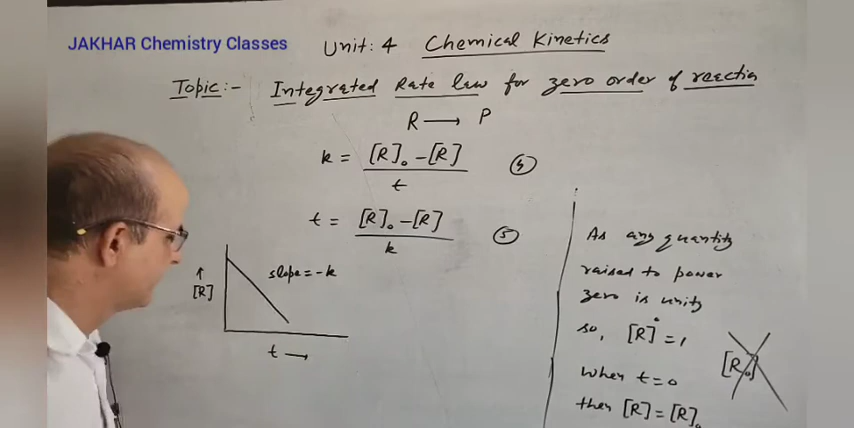 JAKHAR Chemistry Classes
Unit: 4 Chemical Kinetics
Topic:- Integrated Rate law for zero order of reaction
R ⟶ P
k = [R]₀ - [R] / t (4)
t = [R]₀ - [R] / k (5)
↑
[R]
slope = -k
t ⟶
As any quantity
raised to power
zero is unity
so, [R]⁰ = 1
when t = 0
then [R] = [R]₀
[R₀]